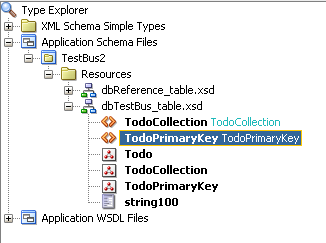 Type Explorer
XML Schema Simple Types
Application Schema Files
TestBus2
Resources
dbReference_table.xsd
dbTestBus_table.xsd
TodoCollection TodoCollection
TodoPrimaryKey TodoPrimaryKey
Todo
TodoCollection
TodoPrimaryKey
string100
Application WSDL Files